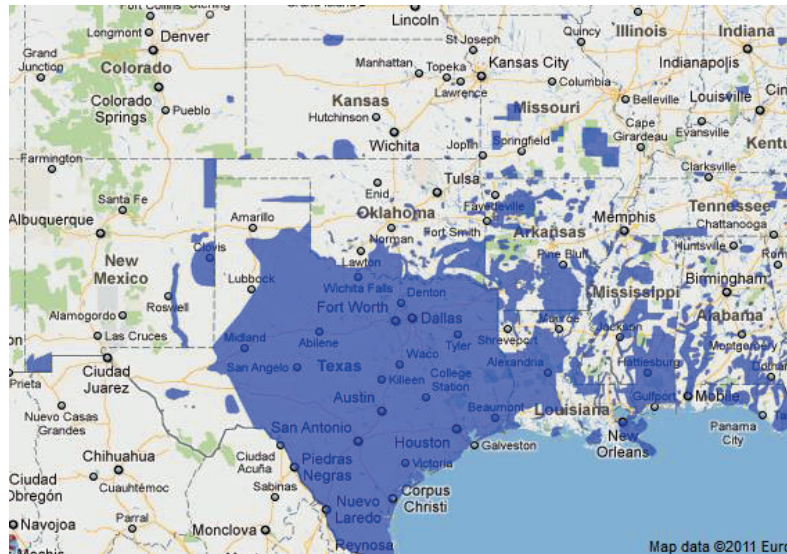 Lincoln
Quincy
Illinois
Indiana
Longmont
Denver
St Joseph
Grand
Junction
Colorado
Manhattan
Topeka
Kansas City
Indianapolis
Lawrence
Columbia
Colorado
Springs
Pueblo
Kansas
Hutchinson
Missouri
Belleville
Louisville
Wichita
Cape
Girardeau
Evansville
Joplin
Springfield
Farmington
Clarksville
Santa Fe
Enid
Tulsa
Tennessee
Albuquerque
Amarillo
Oklahoma
Fayetteville
Memphis
Chattanooga
Norman
Fort Smith
Arkansas
Huntsville
New
Mexico
Clovis
Lawton
Pine Bluff
Birmingham
Roswell
Lubbock
Wichita Falls
Denton
Mississippi
Alamogordo
Fort Worth
Dallas
Alabama
Las Cruces
Midland
Abilene
Tyler
Shreveport
Monroe
Jackson
Montgomery
Ciudad
Juarez
San Angelo
Texas
Waco
Alexandria
Hattiesburg
Prieta
Killeen
College
Station
Nuevo Casas
Grandes
Austin
Beaumont
Louisiana
Gulfport
Mobile
San Antonio
Houston
New
Orleans
Panama
City
Chihuahua
Ciudad
Acuña
Piedras
Negras
Victoria
Galveston
Ciudad
Obregón
Cuauhtémoc
Sabinas
Corpus
Christi
Navojoa
Parral
Monclova
Nuevo
Laredo
Reynosa
Map data ©2011 Euro